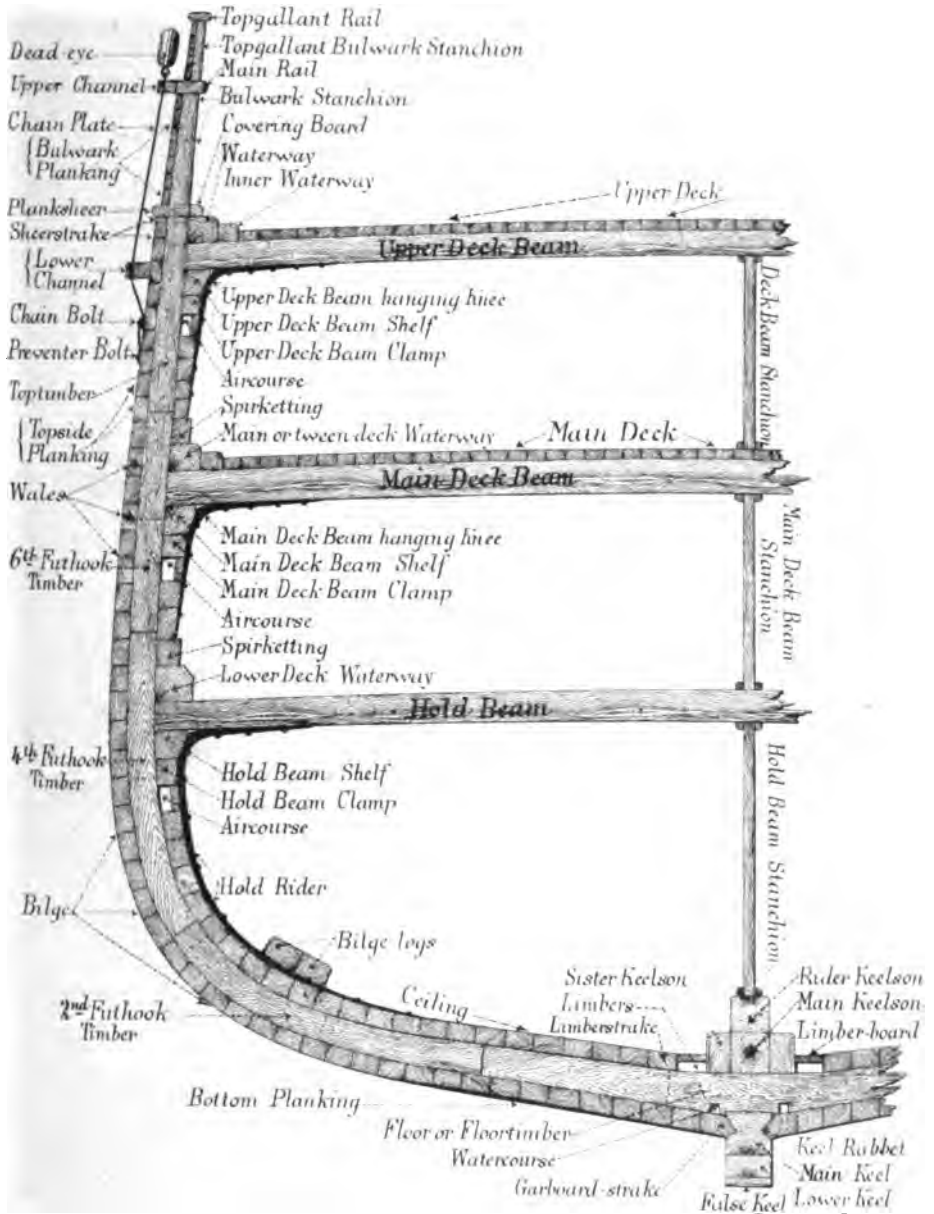 Topgallant Rail
Topgallant Bulwark Stanchion
Dead-eye
Main Rail
Upper Channel
Bulwark Stanchion
Chain Plate
Covering Board
Bulwark
Planking
Waterway
Inner Waterway
Upper Deck
Planksheer
Sheerstrake
Upper Deck Beam
Lower
Channel
Upper Deck Beam hanging knee
Chain Bolt
Upper Deck Beam Shelf
Preventer Bolt
Upper Deck Beam Clamp
Aircourse
Deck Beam Stanchion
Toptimber
Spirketting
Topside
Planking
Main or tween deck Waterway
Main Deck
Main Deck Beam
Wales
Main Deck Beam hanging knee
6th Futhook
Timber
Main Deck Beam Shelf
Main Deck Beam Clamp
Aircourse
Main Deck Beam
Stanchion
Spirketting
Lower Deck Waterway
Hold Beam
4th Futhook
Timber
Hold Beam Shelf
Hold Beam Clamp
Aircourse
Hold Beam Stanchion
Hold Rider
Bilge
Bilge logs
2nd Futhook
Timber
Ceiling
Sister Keelson
Limbers
Limberstrake
Rider Keelson
Main Keelson
Limber-board
Bottom Planking
Floor or Floortimber
Watercourse
Garboard-strake
Keel Rabbet
Main Keel
False Keel
Lower Keel